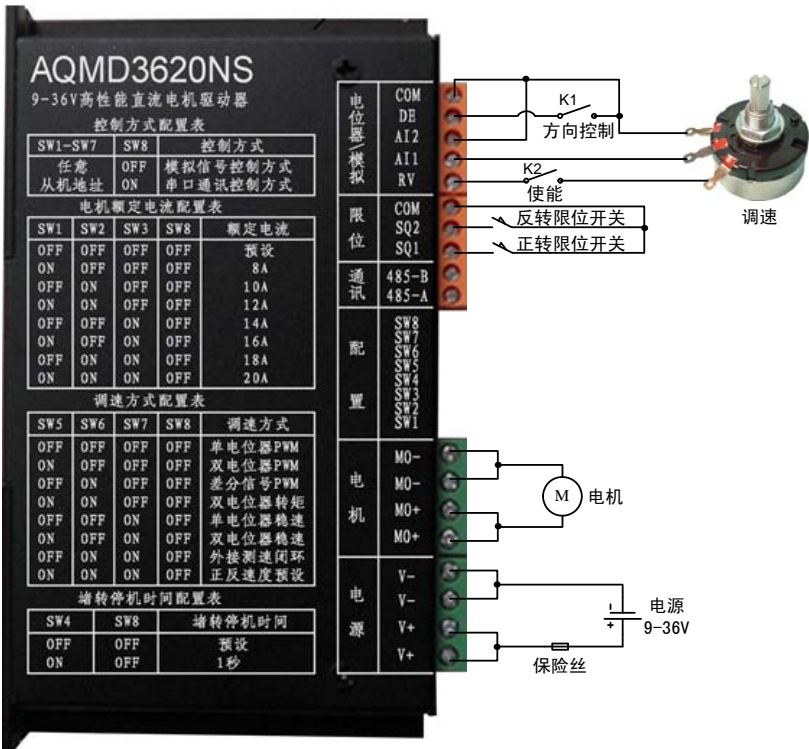 AQMD3620NS
9-36V高性能直流电机驱动器
控制方式配置表
SW1-SW7 SW8 控制方式
任意 OFF 模拟信号控制方式
从机地址 ON 串口通讯控制方式
电机额定电流配置表
SW1 SW2 SW3 SW8 额定电流
OFF OFF OFF OFF 预设
ON OFF OFF OFF 8A
OFF ON OFF OFF 10A
ON ON OFF OFF 12A
OFF OFF ON OFF 14A
ON OFF ON OFF 16A
OFF ON ON OFF 18A
ON ON ON OFF 20A
调速方式配置表
SW5 SW6 SW7 SW8 调速方式
OFF OFF OFF OFF 单电位器PWM
ON OFF OFF OFF 双电位器PWM
OFF ON OFF OFF 差分信号PWM
ON ON OFF OFF 双电位器转矩
OFF OFF ON OFF 单电位器稳速
ON OFF ON OFF 双电位器稳速
OFF ON ON OFF 外接测速闭环
ON ON ON OFF 正反速度预设
堵转停机时间配置表
SW4 SW8 堵转停机时间
OFF OFF 预设
ON OFF 1秒
电位器/模拟
COM
DE
AI2
AI1
RV
限位
COM
SQ2
SQ1
通讯
485-B
485-A
配置
SW8
SW7
SW6
SW5
SW4
SW3
SW2
SW1
电机
MO-
MO-
MO+
MO+
电源
V-
V-
V+
V+
K1
方向控制
K2
使能
调速
反转限位开关
正转限位开关
M
电机
+
电源
9-36V
保险丝